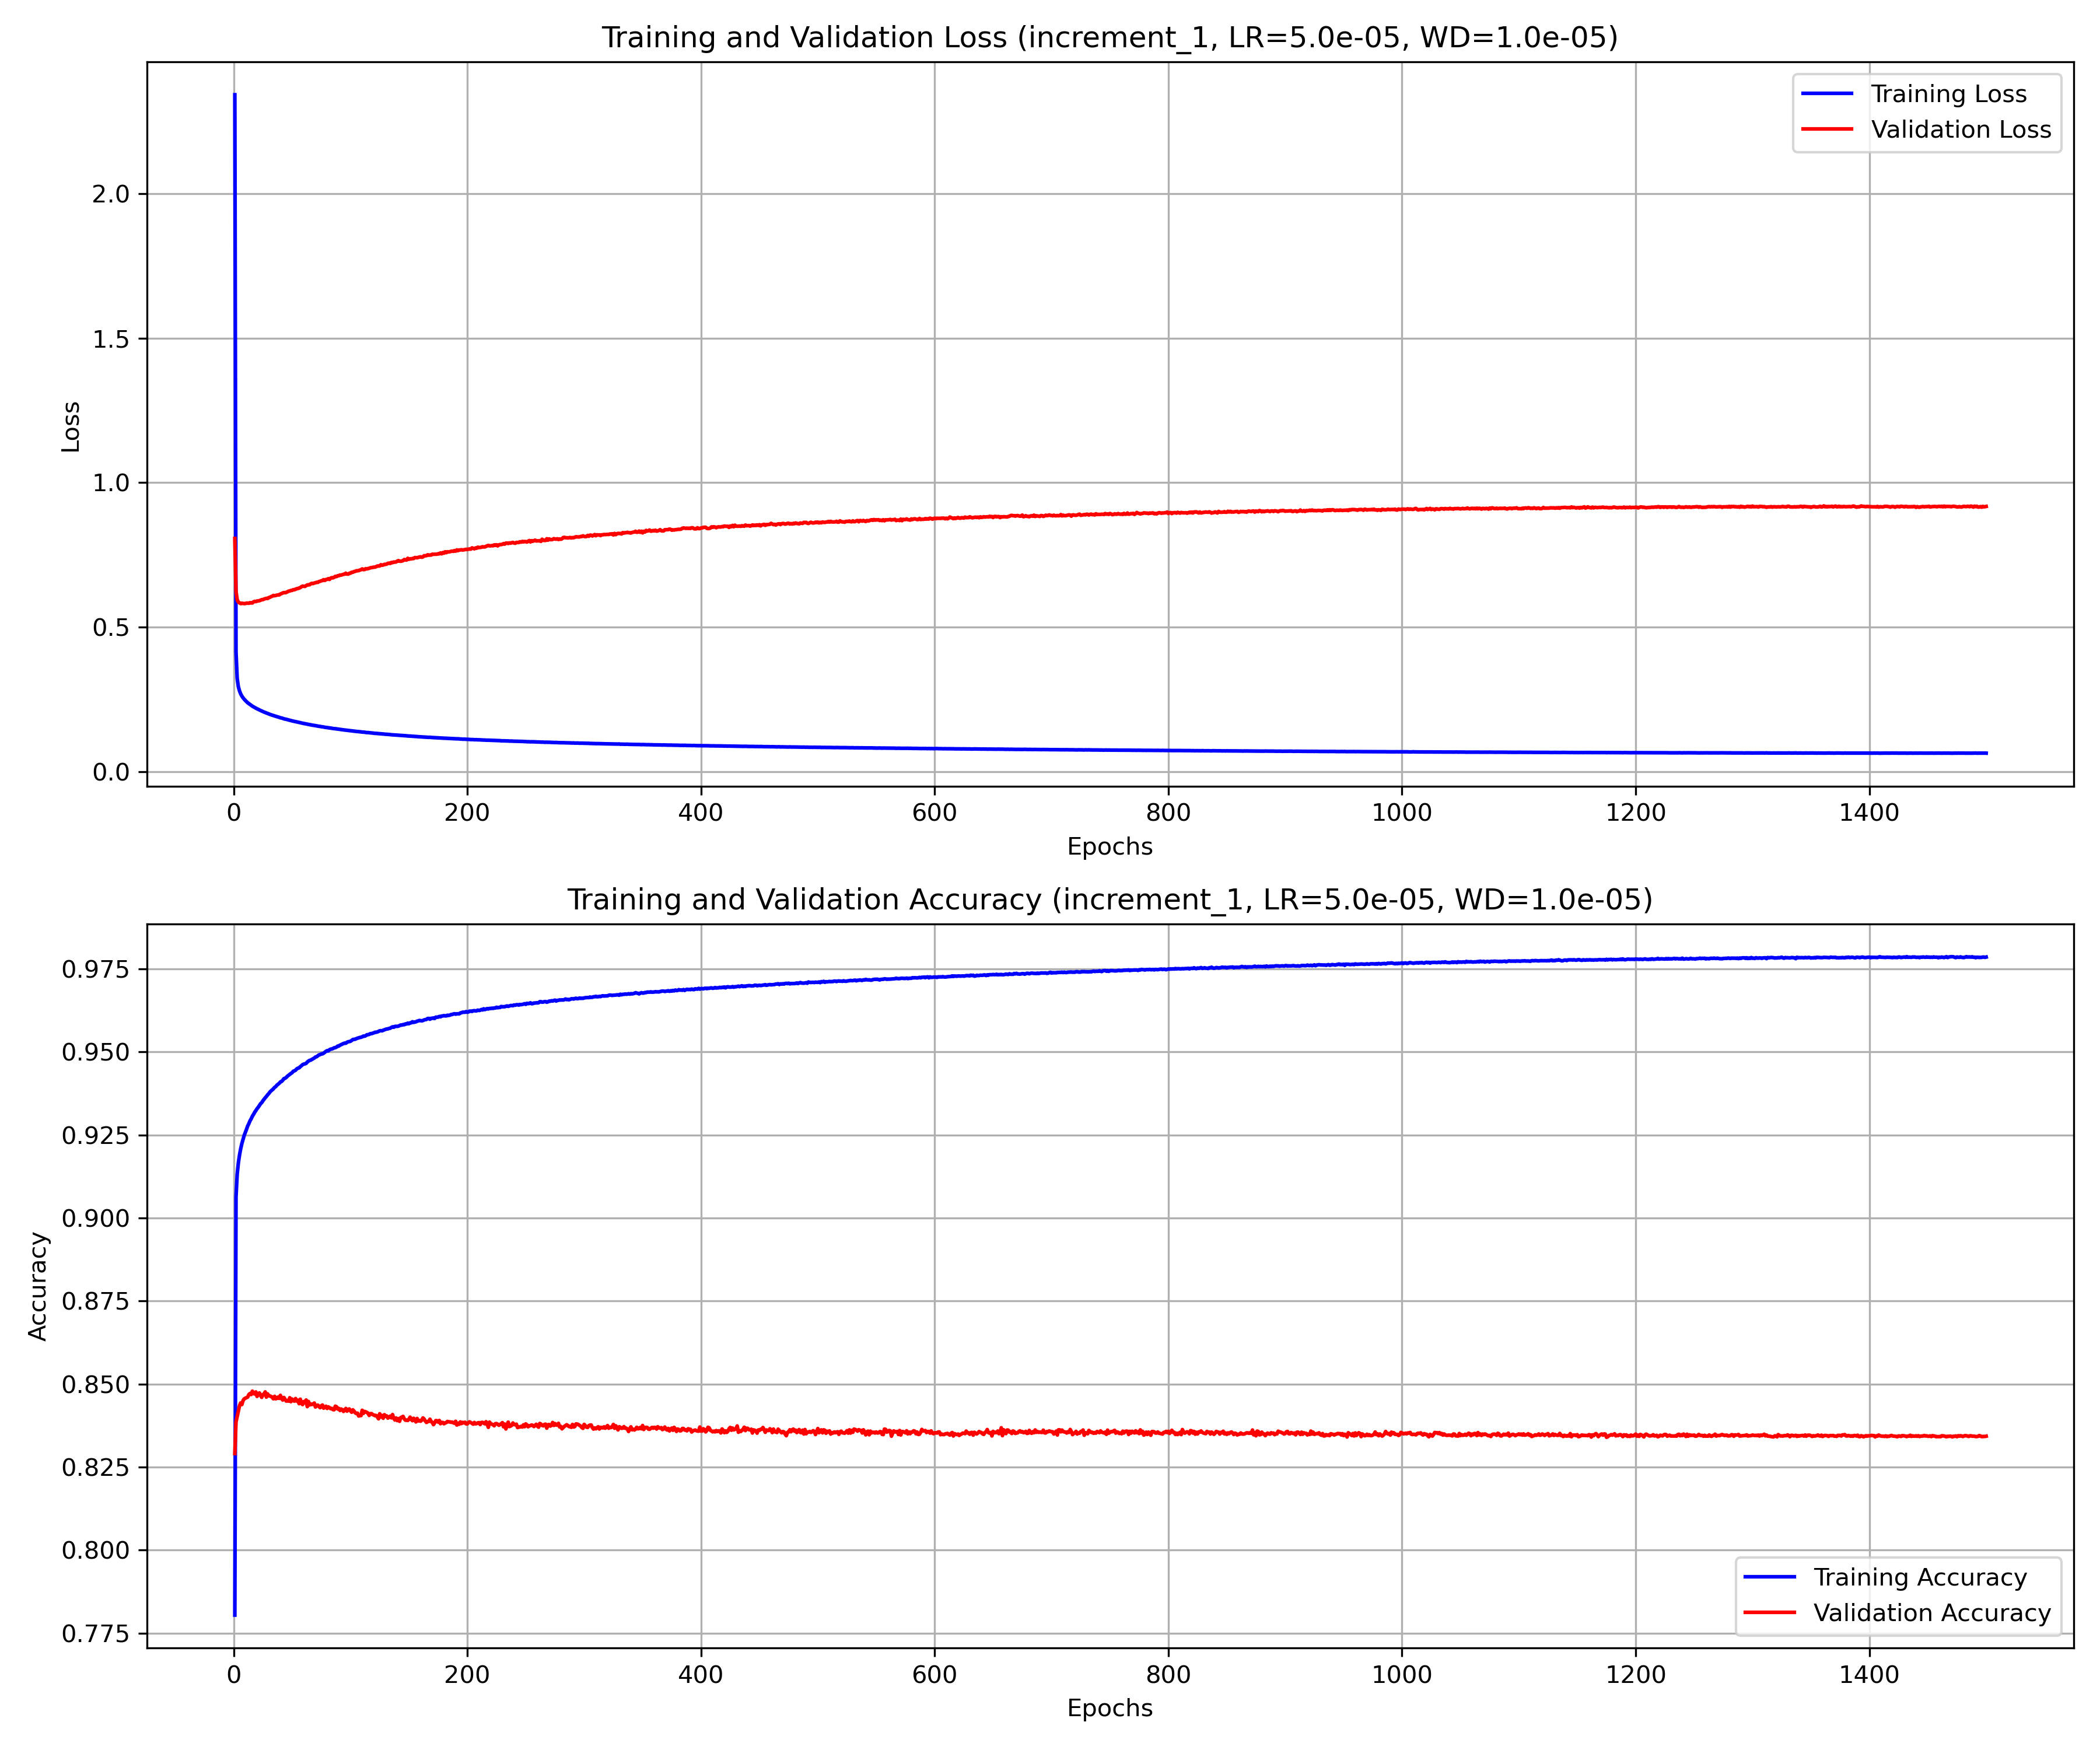 Training and Validation Loss (increment_1, LR=5.0e-05, WD=1.0e-05)
Training Loss
Validation Loss
2.0
1.5
1.0
0.5
0.0
Loss
0 200 400 600 800 1000 1200 1400
Epochs
Training and Validation Accuracy (increment_1, LR=5.0e-05, WD=1.0e-05)
0.975
0.950
0.925
0.900
0.875
0.850
0.825
0.800
0.775
Accuracy
Training Accuracy
Validation Accuracy
0 200 400 600 800 1000 1200 1400
Epochs